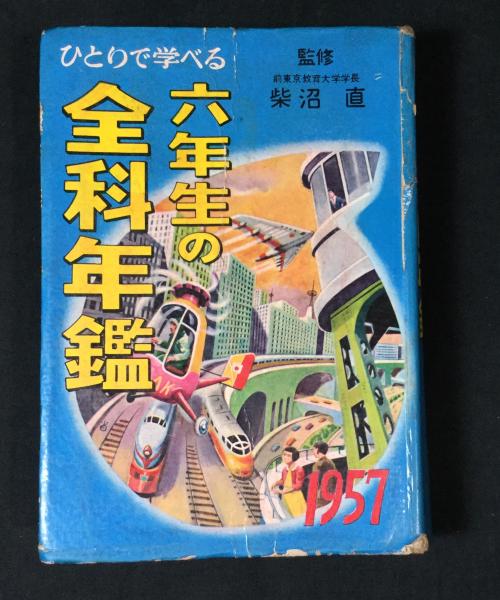 ひとりで学べる
六年生の
全科年鑑
監修
前東京教育大学学長
柴沼 直
1957